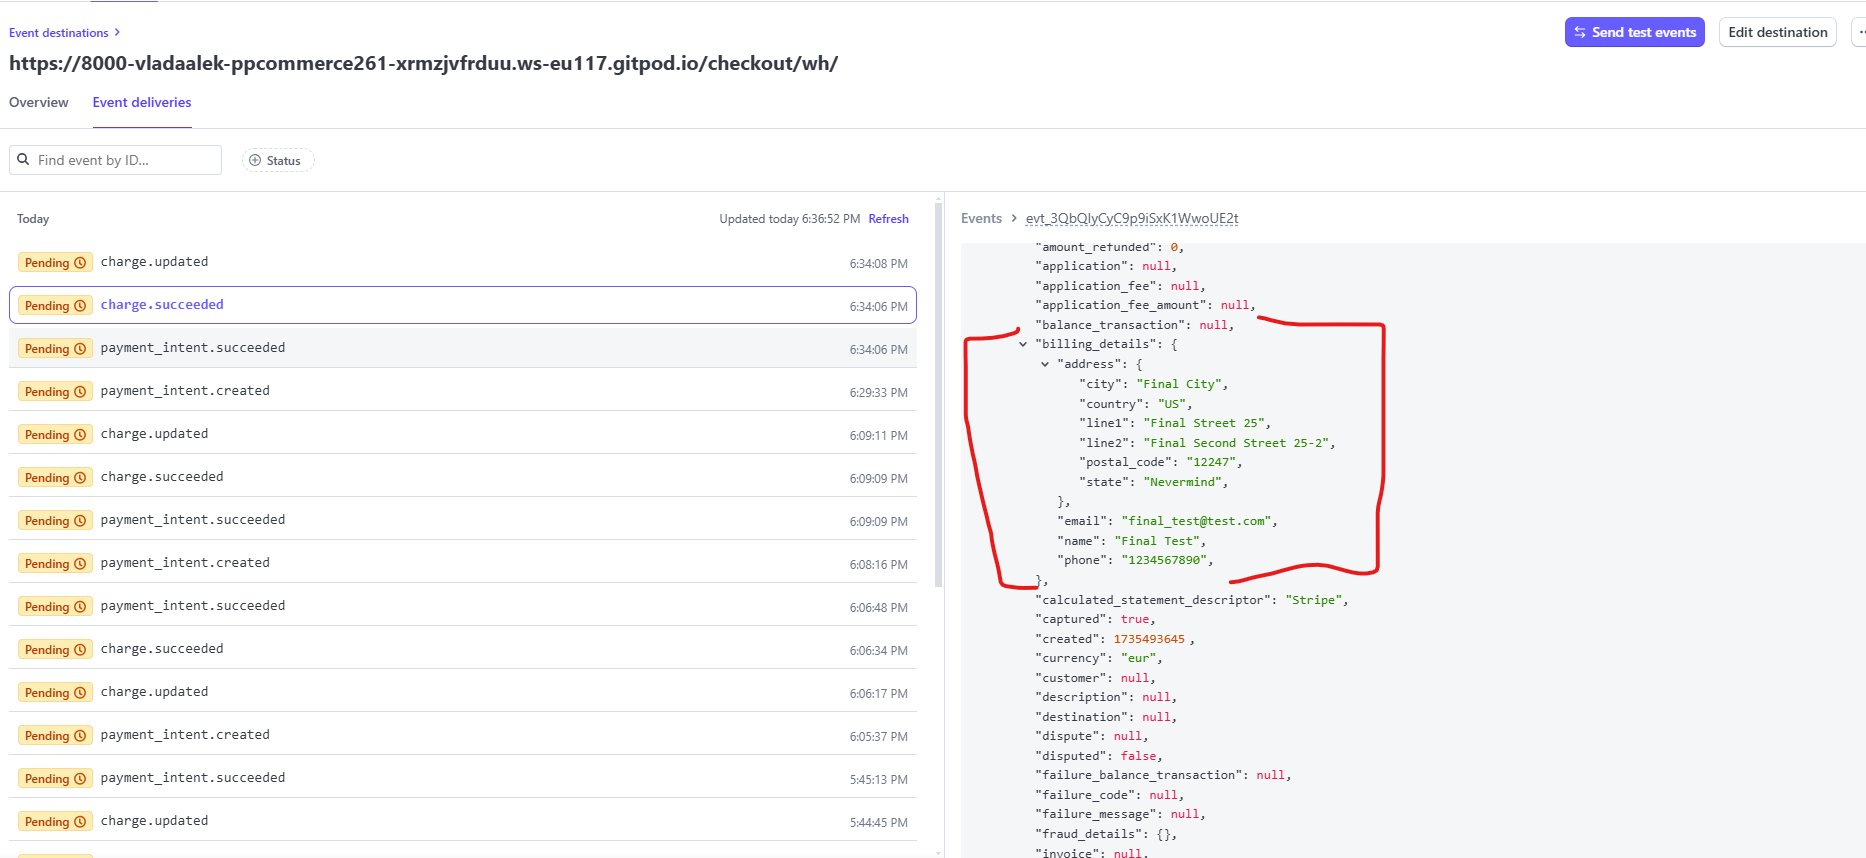 Event destinations
Send test events
Edit destination
https://8000-vladaalek-ppcommerce261-xrmzjvfrduu.ws-eu117.gitpod.io/checkout/wh/
Overview
Event deliveries
Find event by ID...
Status
Today
Updated today 6:36:52 PM
Refresh
Pending charge.updated 6:34:08 PM
Pending charge.succeeded 6:34:06 PM
Pending payment_intent.succeeded 6:34:06 PM
Pending payment_intent.created 6:29:33 PM
Pending charge.updated 6:09:11 PM
Pending charge.succeeded 6:09:09 PM
Pending payment_intent.succeeded 6:09:09 PM
Pending payment_intent.created 6:08:16 PM
Pending payment_intent.succeeded 6:06:48 PM
Pending charge.succeeded 6:06:34 PM
Pending charge.updated 6:06:17 PM
Pending payment_intent.created 6:05:37 PM
Pending payment_intent.succeeded 5:45:13 PM
Pending charge.updated 5:44:45 PM
Events > evt_3QbQIyCyC9p9iSxK1WwoUE2t
"amount_refunded": 0,
"application": null,
"application_fee": null,
"application_fee_amount": null,
"balance_transaction": null,
"billing_details": {
"address": {
"city": "Final City",
"country": "US",
"line1": "Final Street 25",
"line2": "Final Second Street 25-2",
"postal_code": "12247",
"state": "Nevermind",
},
"email": "final_test@test.com",
"name": "Final Test",
"phone": "1234567890",
},
"calculated_statement_descriptor": "Stripe",
"captured": true,
"created": 1735493645 ,
"currency": "eur",
"customer": null,
"description": null,
"destination": null,
"dispute": null,
"disputed": false,
"failure_balance_transaction": null,
"failure_code": null,
"failure_message": null,
"fraud_details": {},
"invoice": null,